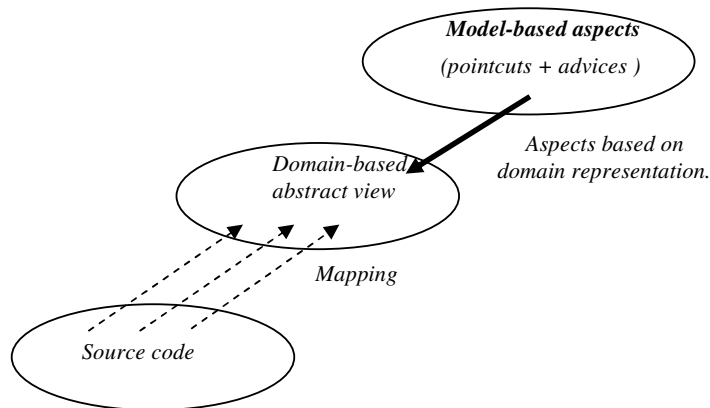 Model-based aspects
(pointcuts + advices )
Aspects based on
domain representation.
Domain-based
abstract view
Mapping
Source code